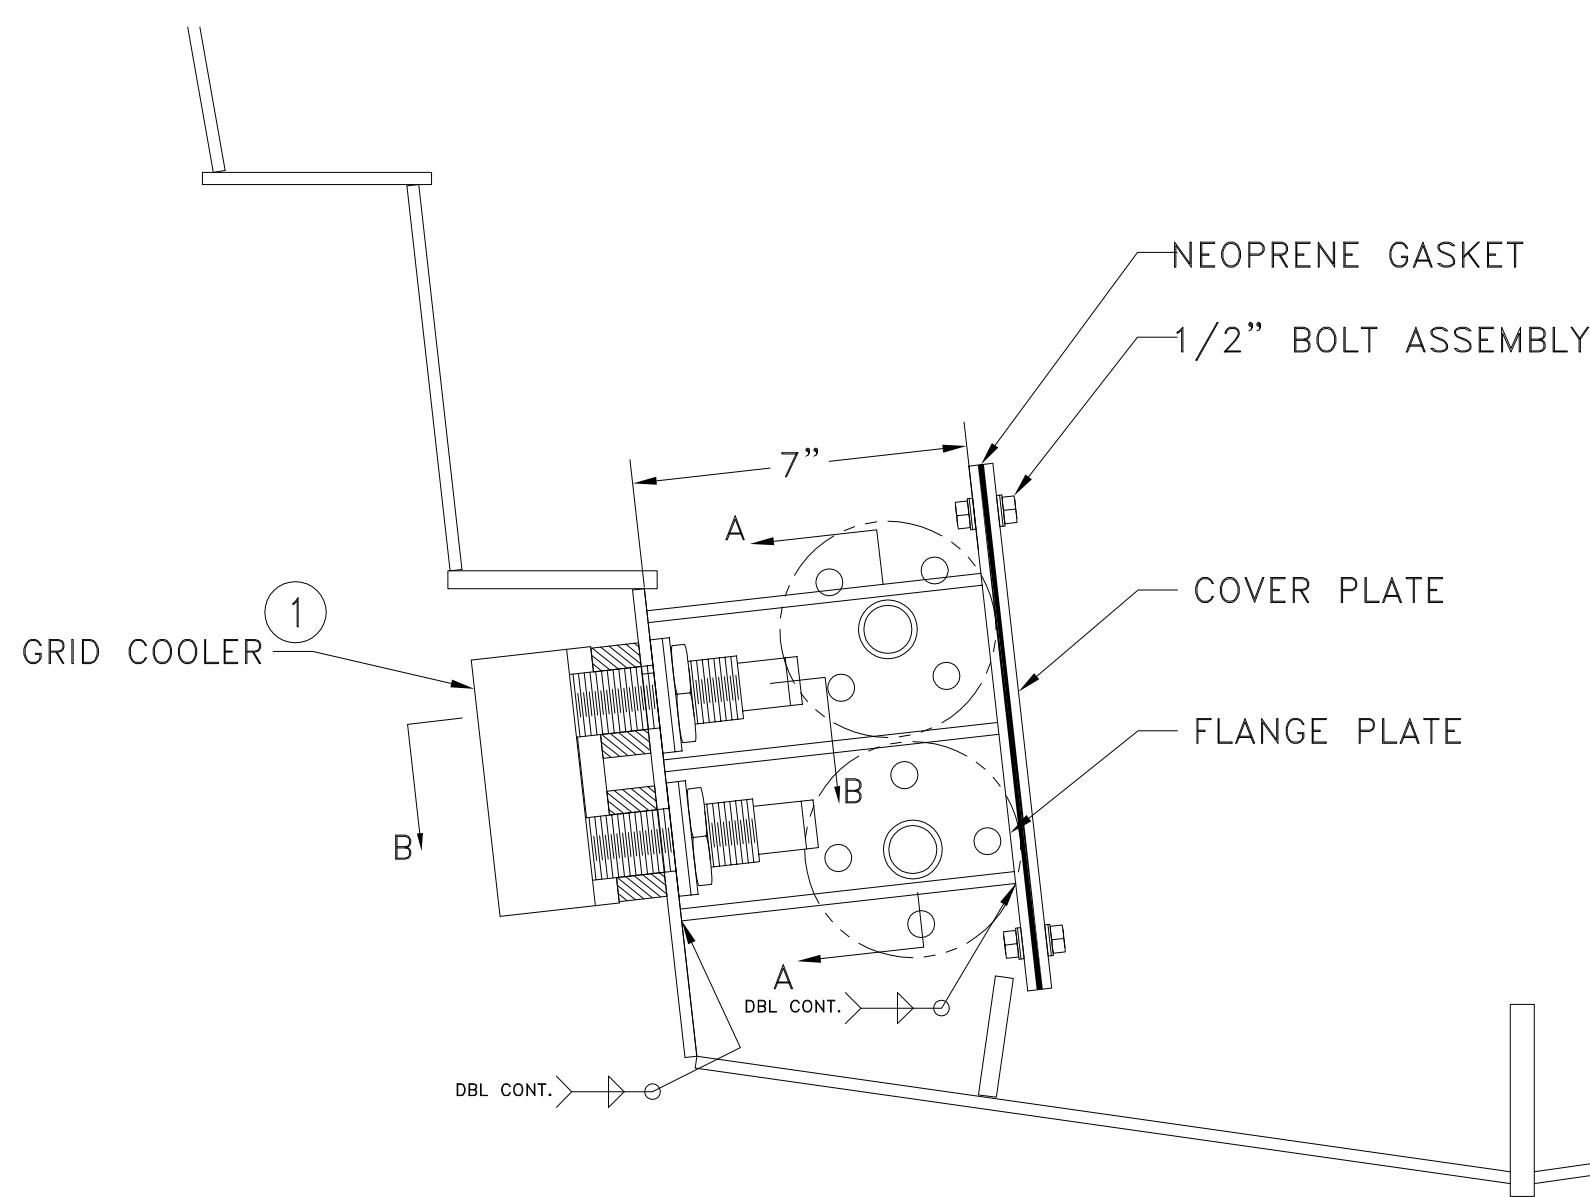 NEOPRENE GASKET
1/2” BOLT ASSEMBLY
7”
A
COVER PLATE
1
GRID COOLER
FLANGE PLATE
B
B
A
DBL CONT.
DBL CONT.